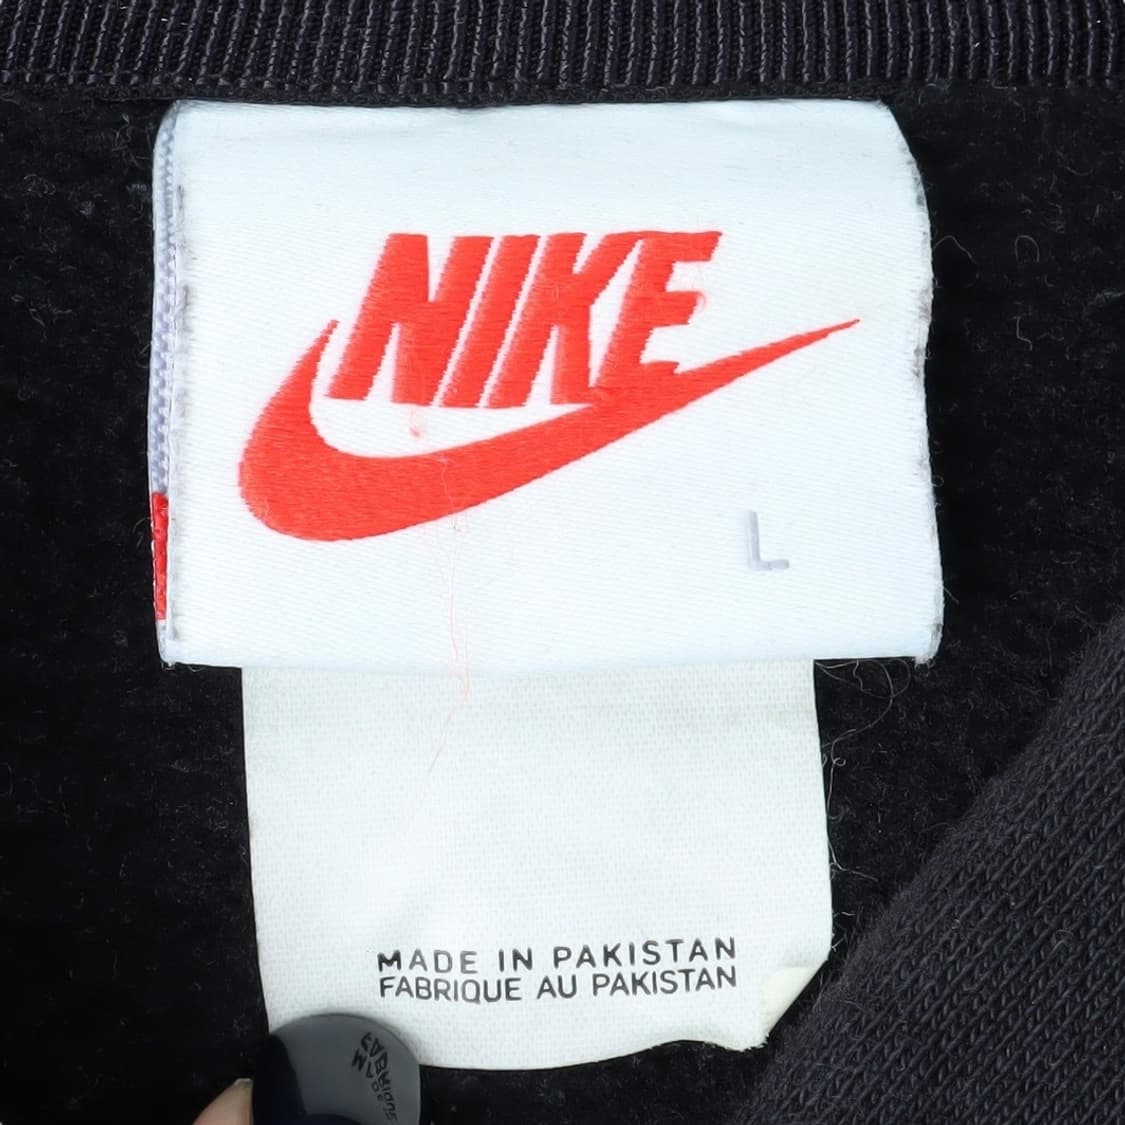 NIKE
L
MADE IN PAKISTAN
FABRIQUE AU PAKISTAN